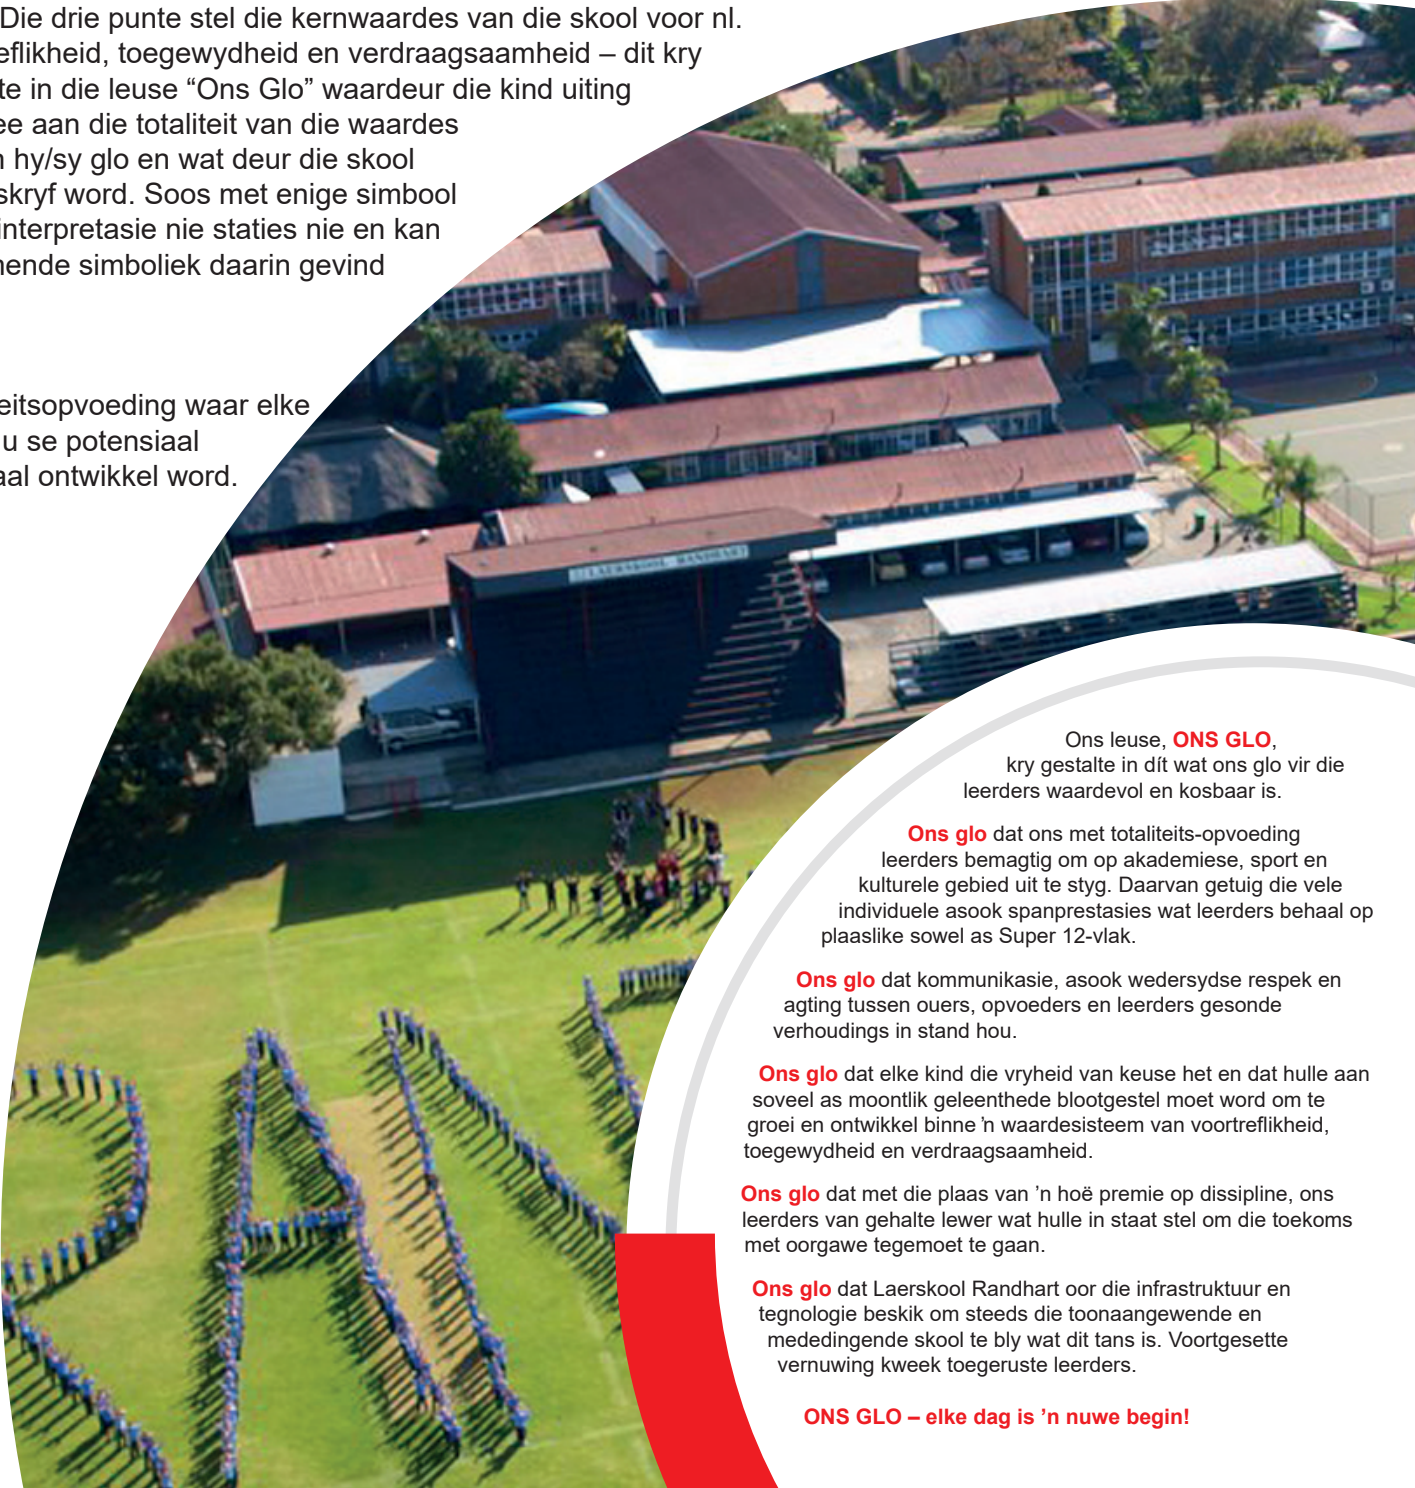 Die drie punte stel die kernwaardes van die skool voor nl.
eflikheid, toegewydheid en verdraagsaamheid – dit kry
te in die leuse “Ons Glo” waardeur die kind uiting
ee aan die totaliteit van die waardes
n hy/sy glo en wat deur die skool
skryf word. Soos met enige simbool
interpretasie nie staties nie en kan
nende simboliek daarin gevind
eitsopvoeding waar elke
u se potensiaal
aal ontwikkel word.
LAERSKOOL RANDHART
Ons leuse, ONS GLO,
kry gestalte in dít wat ons glo vir die
leerders waardevol en kosbaar is.
Ons glo dat ons met totaliteits-opvoeding
leerders bemagtig om op akademiese, sport en
kulturele gebied uit te styg. Daarvan getuig die vele
individuele asook spanprestasies wat leerders behaal op
plaaslike sowel as Super 12-vlak.
Ons glo dat kommunikasie, asook wedersydse respek en
agting tussen ouers, opvoeders en leerders gesonde
verhoudings in stand hou.
Ons glo dat elke kind die vryheid van keuse het en dat hulle aan
soveel as moontlik geleenthede blootgestel moet word om te
groei en ontwikkel binne ’n waardesisteem van voortreflikheid,
toegewydheid en verdraagsaamheid.
Ons glo dat met die plaas van ’n hoë premie op dissipline, ons
leerders van gehalte lewer wat hulle in staat stel om die toekoms
met oorgawe tegemoet te gaan.
Ons glo dat Laerskool Randhart oor die infrastruktuur en
tegnologie beskik om steeds die toonaangewende en
mededingende skool te bly wat dit tans is. Voortgesette
vernuwing kweek toegeruste leerders.
ONS GLO – elke dag is ’n nuwe begin!
RAN